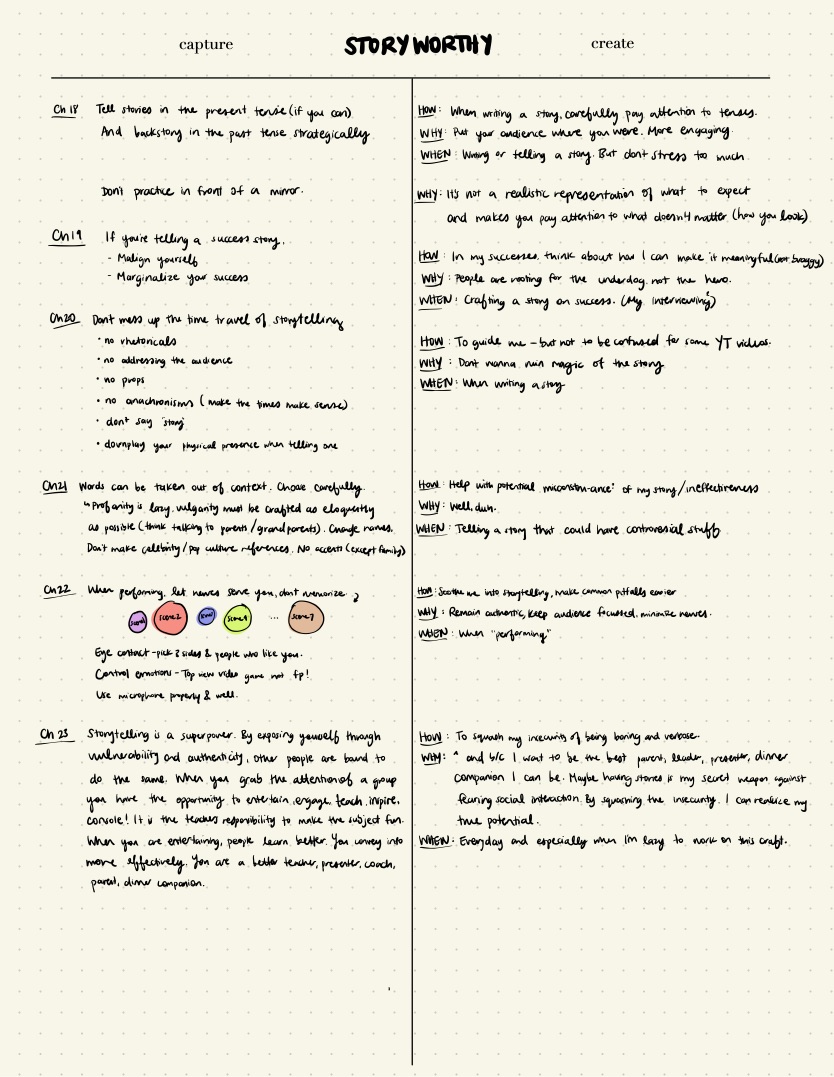 capture
STORYWORTHY
create
Ch 18 Tell stories in the present tense (if you can)
And backstory in the past tense strategically
Don't practice in front of a mirror.
Ch 19 If you're telling a success story,
- Malign yourself
- Marginalize your success
Ch20 Don't mess up the time travel of storytelling
• no rhetoricals
• no addressing the audience
• no props
• no anachronisms (make the times make sense)
• don't say "story"
• downplay your physical presence when telling one
Ch21 Words can be taken out of context. Choose carefully.
↳ Profanity is lazy. vulgarity must be crafted as eloquently
as possible (think talking to parents/grandparents). Change names.
Don't make celebrity/pop culture references. No accents (except family)
Ch22 When performing, let nerves serve you, don't memorize
scene2
scene4
...
scene7
Eye contact - pick 3 sides & people who like you.
Control emotions - Top view video game not fp!
Use microphone properly & well.
Ch 23 Storytelling is a superpower. By exposing yourself through
vulnerability and authenticity, other people are bound to
do the same. When you grab the attention of a group
you have the opportunity to entertain, engage, teach, inspire,
console! It is the teachers responsibility to make the subject fun.
When you are entertaining, people learn better. You convey into
more effectively. You are a better teacher, presenter, coach,
parent, dinner companion.
HOW: When writing a story, carefully pay attention to tenses.
WHY: Put your audience where you were. More engaging.
WHEN: Writing or telling a story. But don't stress too much
WHY: It's not a realistic representation of what to expect
and makes you pay attention to what doesn't matter (how you look)
HOW: In my successes, think about how I can make it meaningful (not braggy)
WHY: People are rooting for the underdog not the hero.
WHEN: Crafting a story on success. (My interviewing?)
HOW: To guide me - but not to be confused for some YT videos.
WHY: Don't wanna ruin magic of the story
WHEN: When writing a story
HOW: Help with potential of my story/ineffectiveness
WHY: Well, duh.
WHEN: Telling a story that could have controversial stuff
HOW: Soothe me into storytelling, make common pitfalls easier
WHY: Remain authentic, keep audience focussed, minimize nerves.
WHEN: When "performing"
HOW: To squash my insecurity of being boring and verbose.
WHY: ^ and b/c I want to be the best parent, leader, presenter, dinner
companion I can be. Maybe having stories is my secret weapon against
fearing social interaction. By squashing the insecurity, I can realize my
true potential.
WHEN: Everyday and especially when I'm lazy to work on this craft.